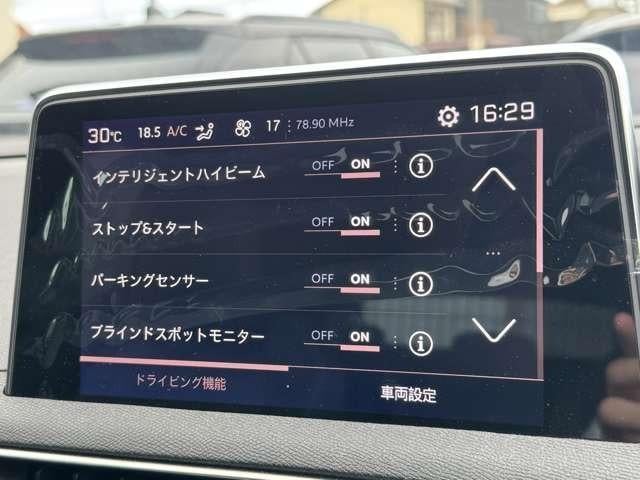 30℃ 18.5 A/C 17 78.90 MHz 16:29
インテリジェントハイビーム OFF ON i
ストップ&スタート OFF ON i
パーキングセンサー OFF ON i
ブラインドスポットモニター OFF ON i
ドライビング機能 車両設定